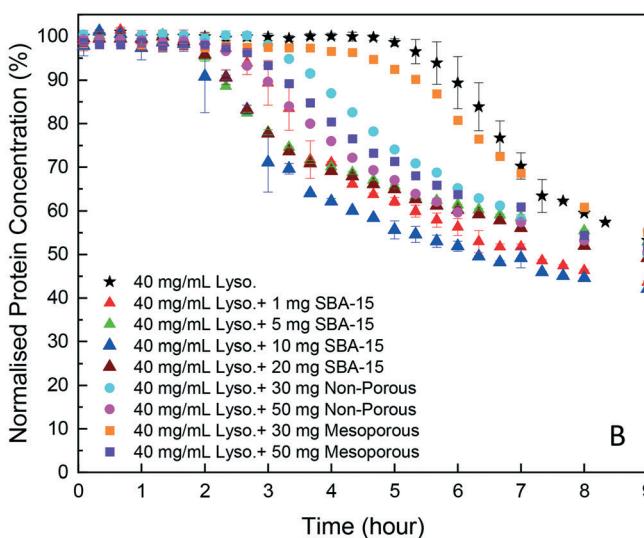 Normalised Protein Concentration (%)
100
90
80
70
60
50
40
30
20
10
0
40 mg/mL Lyso.
40 mg/mL Lyso.+ 1 mg SBA-15
40 mg/mL Lyso.+ 5 mg SBA-15
40 mg/mL Lyso.+ 10 mg SBA-15
40 mg/mL Lyso.+ 20 mg SBA-15
40 mg/mL Lyso.+ 30 mg Non-Porous
40 mg/mL Lyso.+ 50 mg Non-Porous
40 mg/mL Lyso.+ 30 mg Mesoporous
40 mg/mL Lyso.+ 50 mg Mesoporous
B
0 1 2 3 4 5 6 7 8 9
Time (hour)